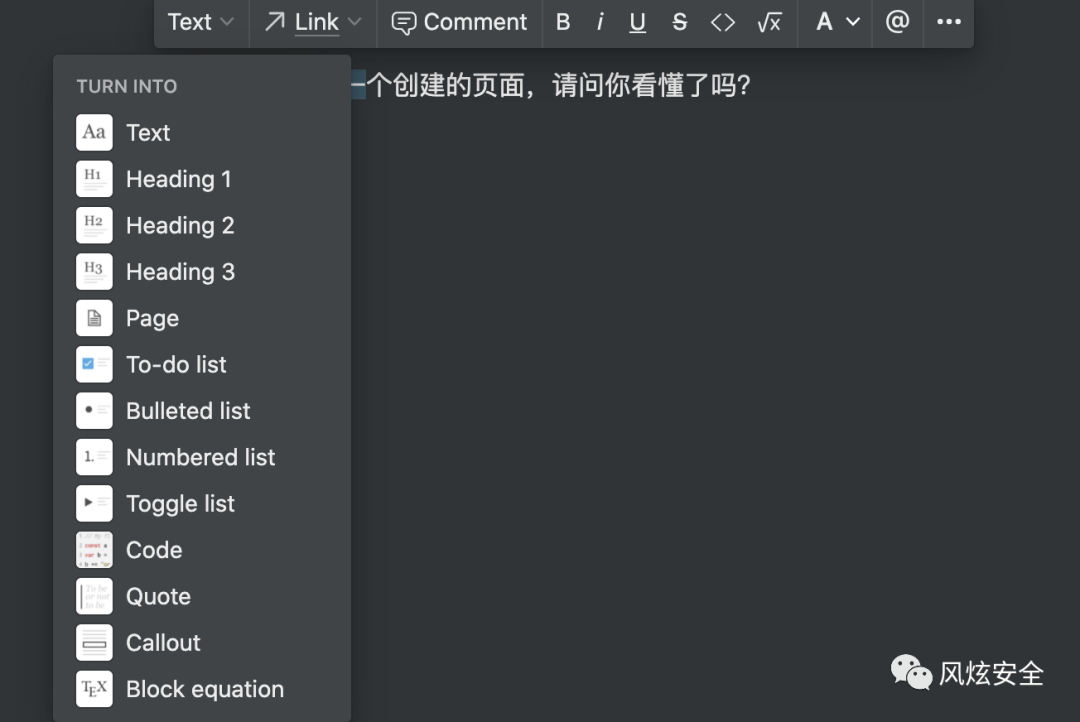 Text Link Comment B i U S <> √x A @ •••
一个创建的页面，请问你看懂了吗?
TURN INTO
Aa Text
H1 Heading 1
H2 Heading 2
H3 Heading 3
Page
To-do list
Bulleted list
1. Numbered list
Toggle list
Code
To be or not to be Quote
Callout
TEX Block equation
风炫安全